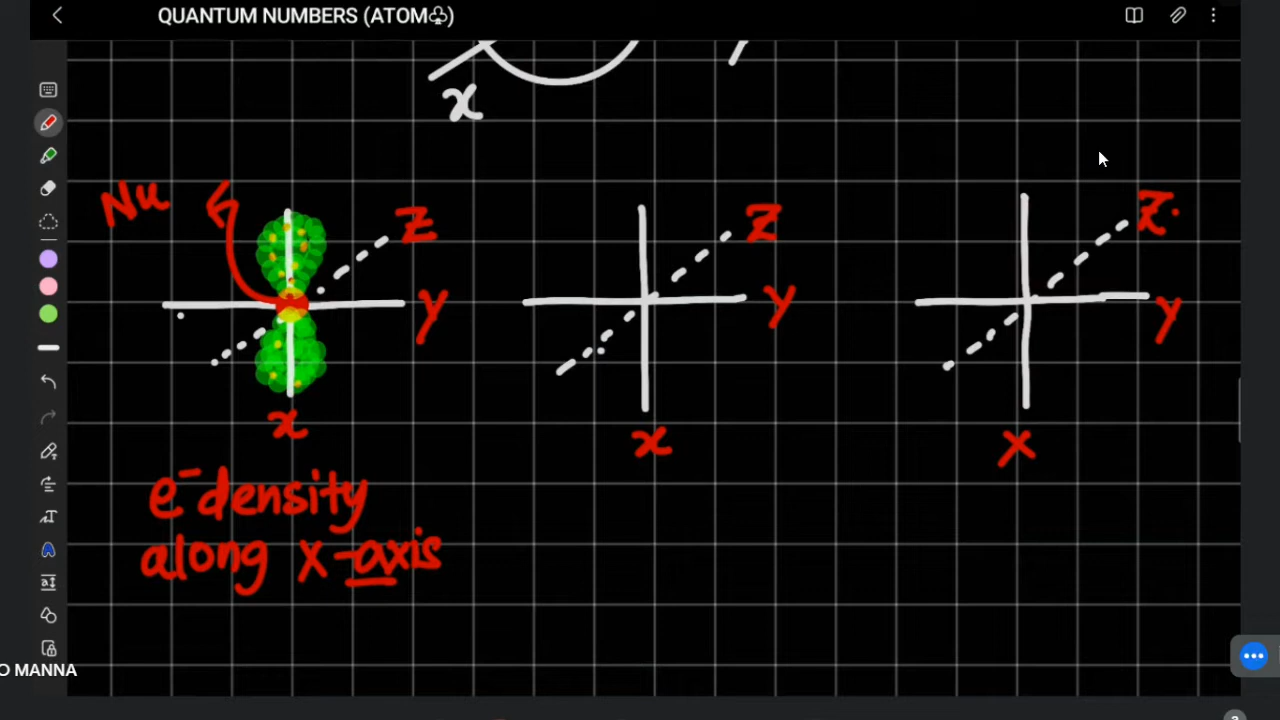 QUANTUM NUMBERS (ATOM♧)
x
Nu
Z
Z
Z
y
y
y
x
x
x
e⁻density
along x-axis
O MANNA